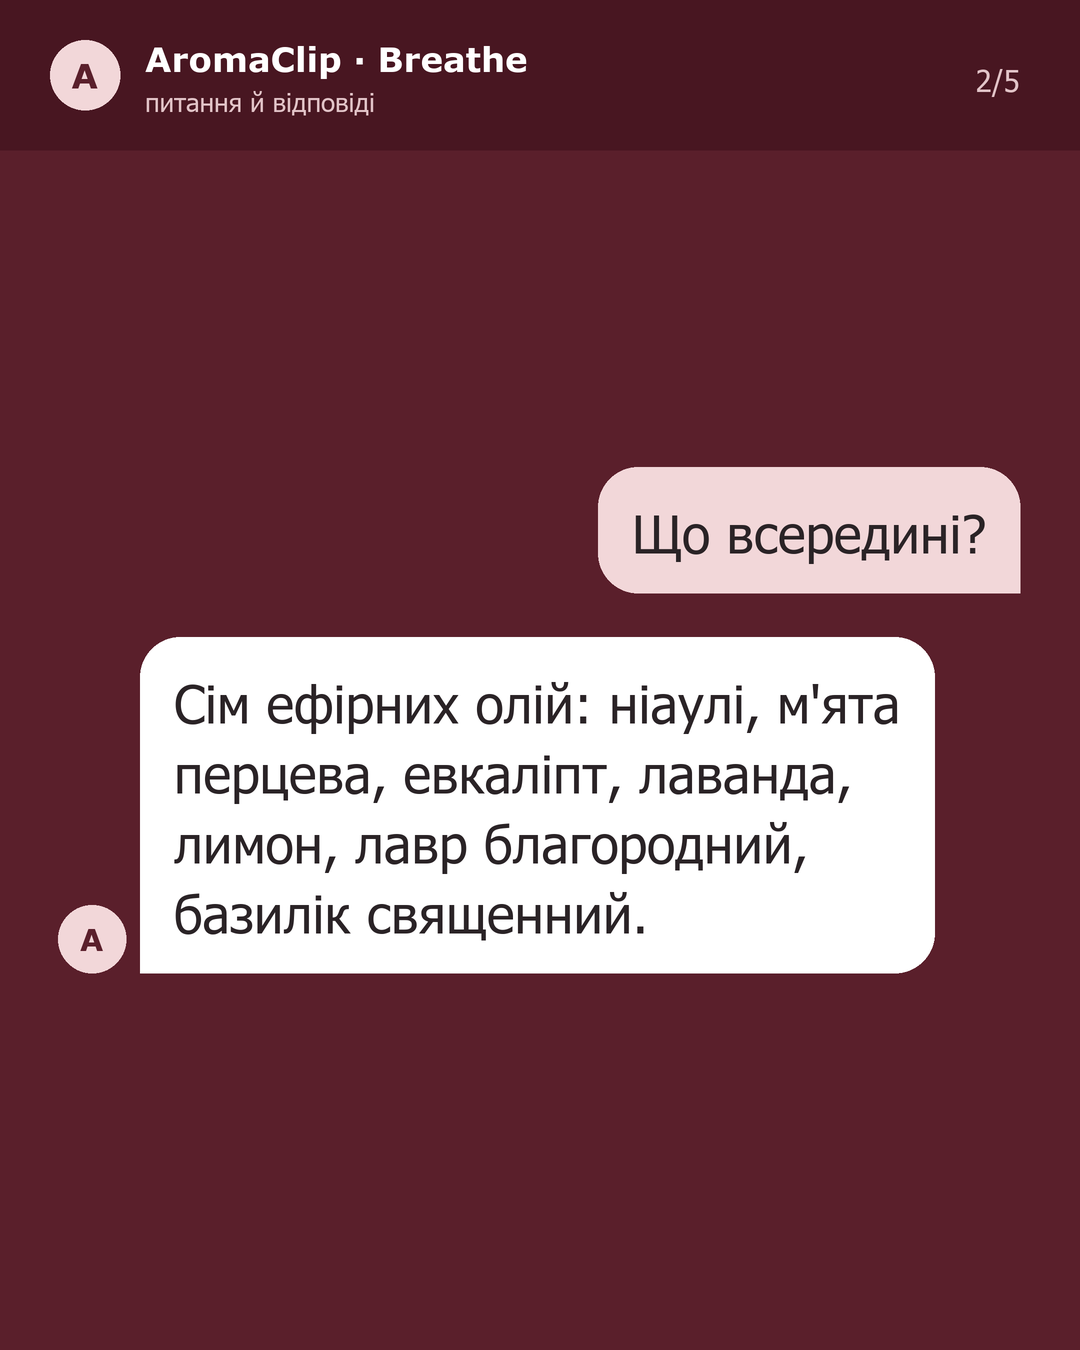 A
AromaClip · Breathe
питання й відповіді
2/5
Що всередині?
Сім ефірних олій: ніаулі, м'ята
перцева, евкаліпт, лаванда,
лимон, лавр благородний,
базилік священний.
A